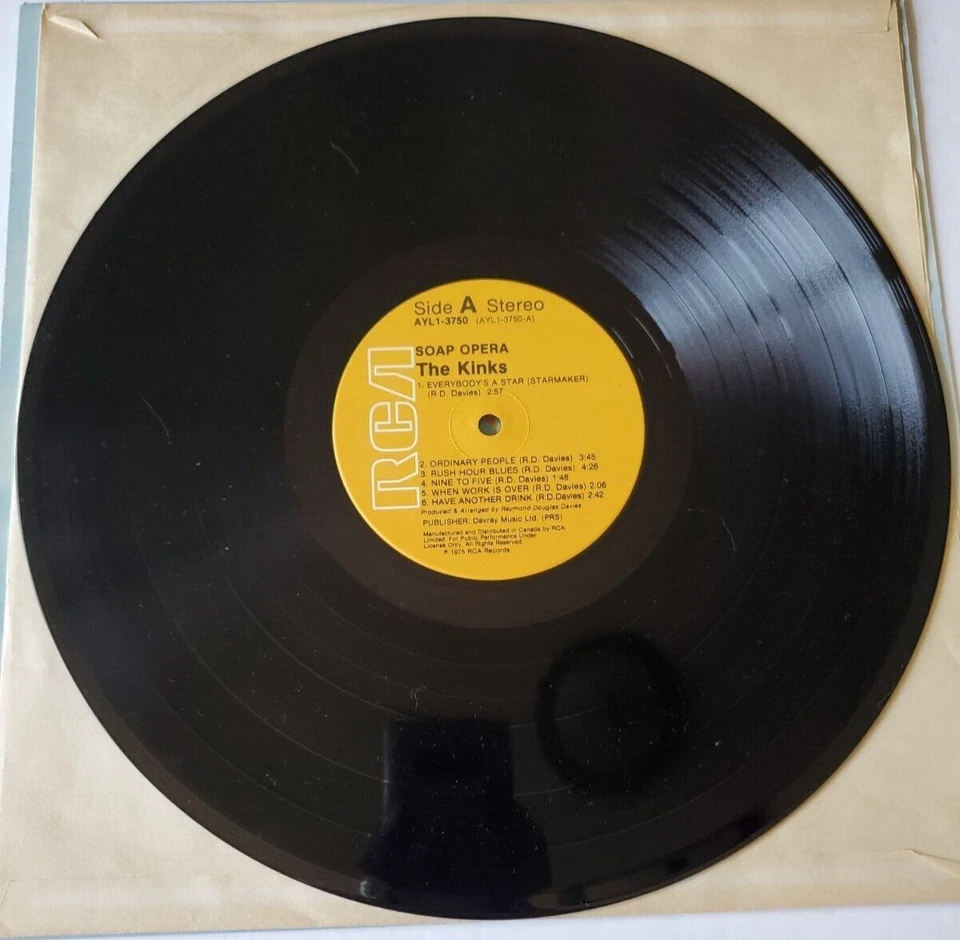 Side A Stereo
AYL1-3750 (AYL1-3750-A)
SOAP OPERA
The Kinks
1. EVERYBODY'S A STAR (STARMAKER)
(R.D. Davies) 2:57
RCA
2. ORDINARY PEOPLE (R.D. Davies) 3:45
3. RUSH HOUR BLUES (R.D. Davies) 4:26
4. NINE TO FIVE (R.D. Davies) 1:48
5. WHEN WORK IS OVER (R.D. Davies) 2:06
6. HAVE ANOTHER DRINK (R.D.Davies) 2:42
Produced & Arranged by Raymond Douglas Davies
PUBLISHER: Davray Music Ltd. (PRS)
Manufactured and Distributed in Canada by RCA
Limited. For Public Performance Under
License Only. All Rights Reserved.
℗ 1975 RCA Records.